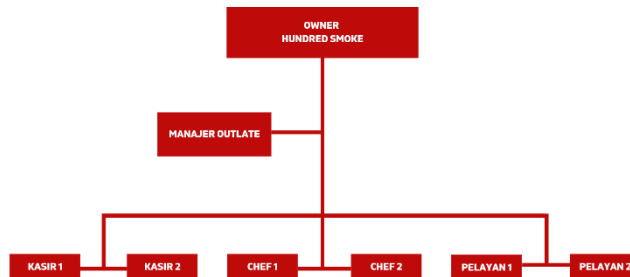 OWNER
HUNDRED SMOKE
MANAJER OUTLATE
KASIR 1
KASIR 2
CHEF 1
CHEF 2
PELAYAN 1
PELAYAN 2